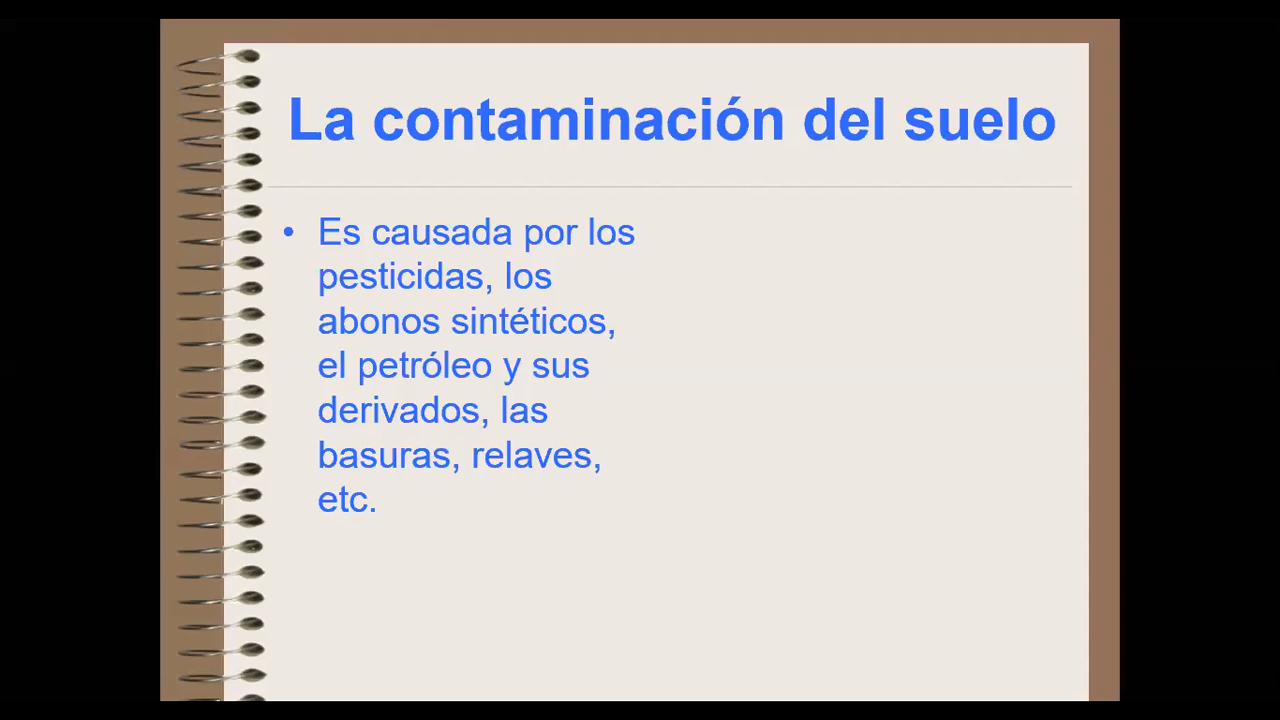 La contaminación del suelo
• Es causada por los
pesticidas, los
abonos sintéticos,
el petróleo y sus
derivados, las
basuras, relaves,
etc.